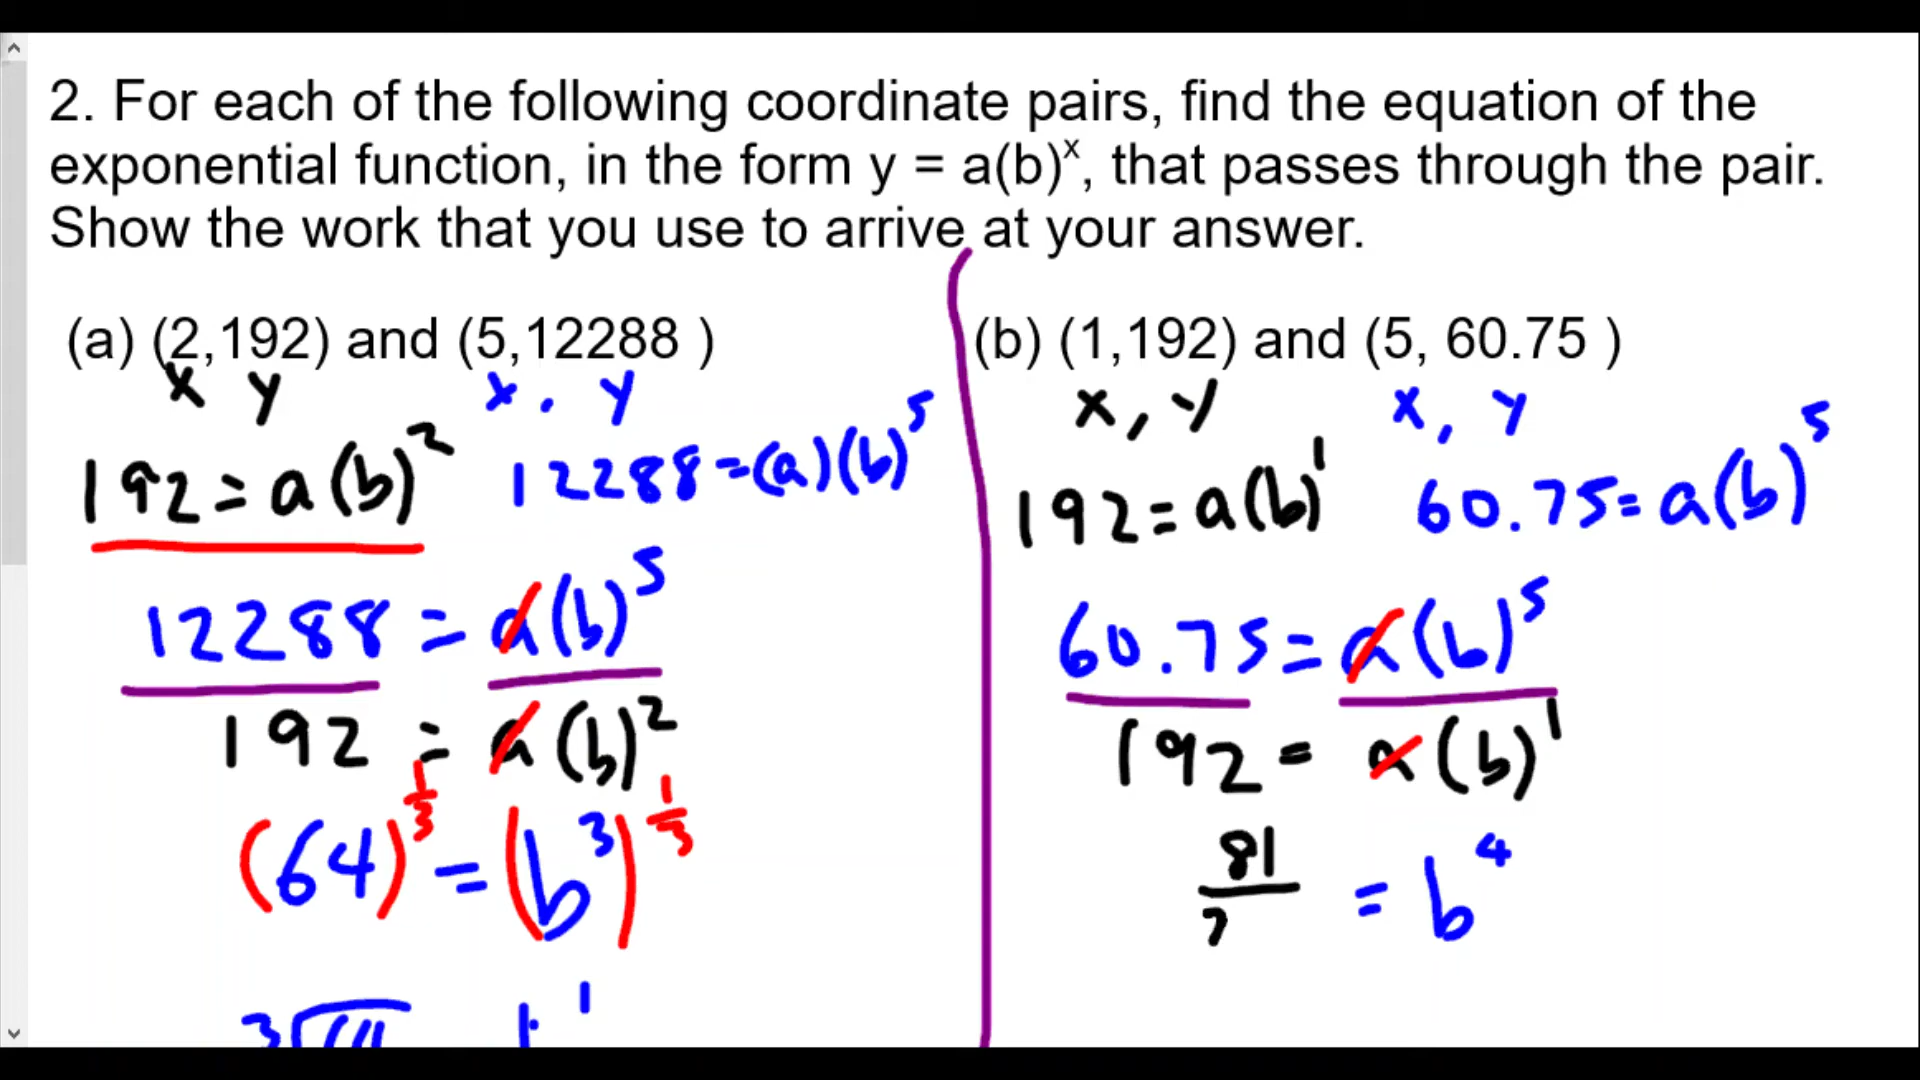 2. For each of the following coordinate pairs, find the equation of the
exponential function, in the form y = a(b)^x, that passes through the pair.
Show the work that you use to arrive at your answer.
(a) (2,192) and (5,12288 )
x y x , y
192 = a(b)^2 12288 = (a)(b)^5
12288 = a(b)^5
192 = a(b)^2
(64)^1/3 = (b^3)^1/3
(b) (1,192) and (5, 60.75 )
x, y x, y
192 = a(b)^1 60.75 = a(b)^5
60.75 = a(b)^5
192 = a(b)^1
81
= b^4